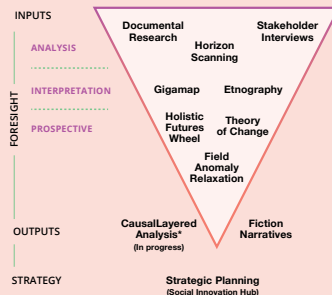 INPUTS
Documental
Research
Stakeholder
Interviews
ANALYSIS
Horizon
Scanning
FORESIGHT
INTERPRETATION
Gigamap
Etnography
PROSPECTIVE
Holistic
Futures
Wheel
Theory
of Change
Field
Anomaly
Relaxation
OUTPUTS
CausalLayered
Analysis*
(In progress)
Fiction
Narratives
STRATEGY
Strategic Planning
(Social Innovation Hub)